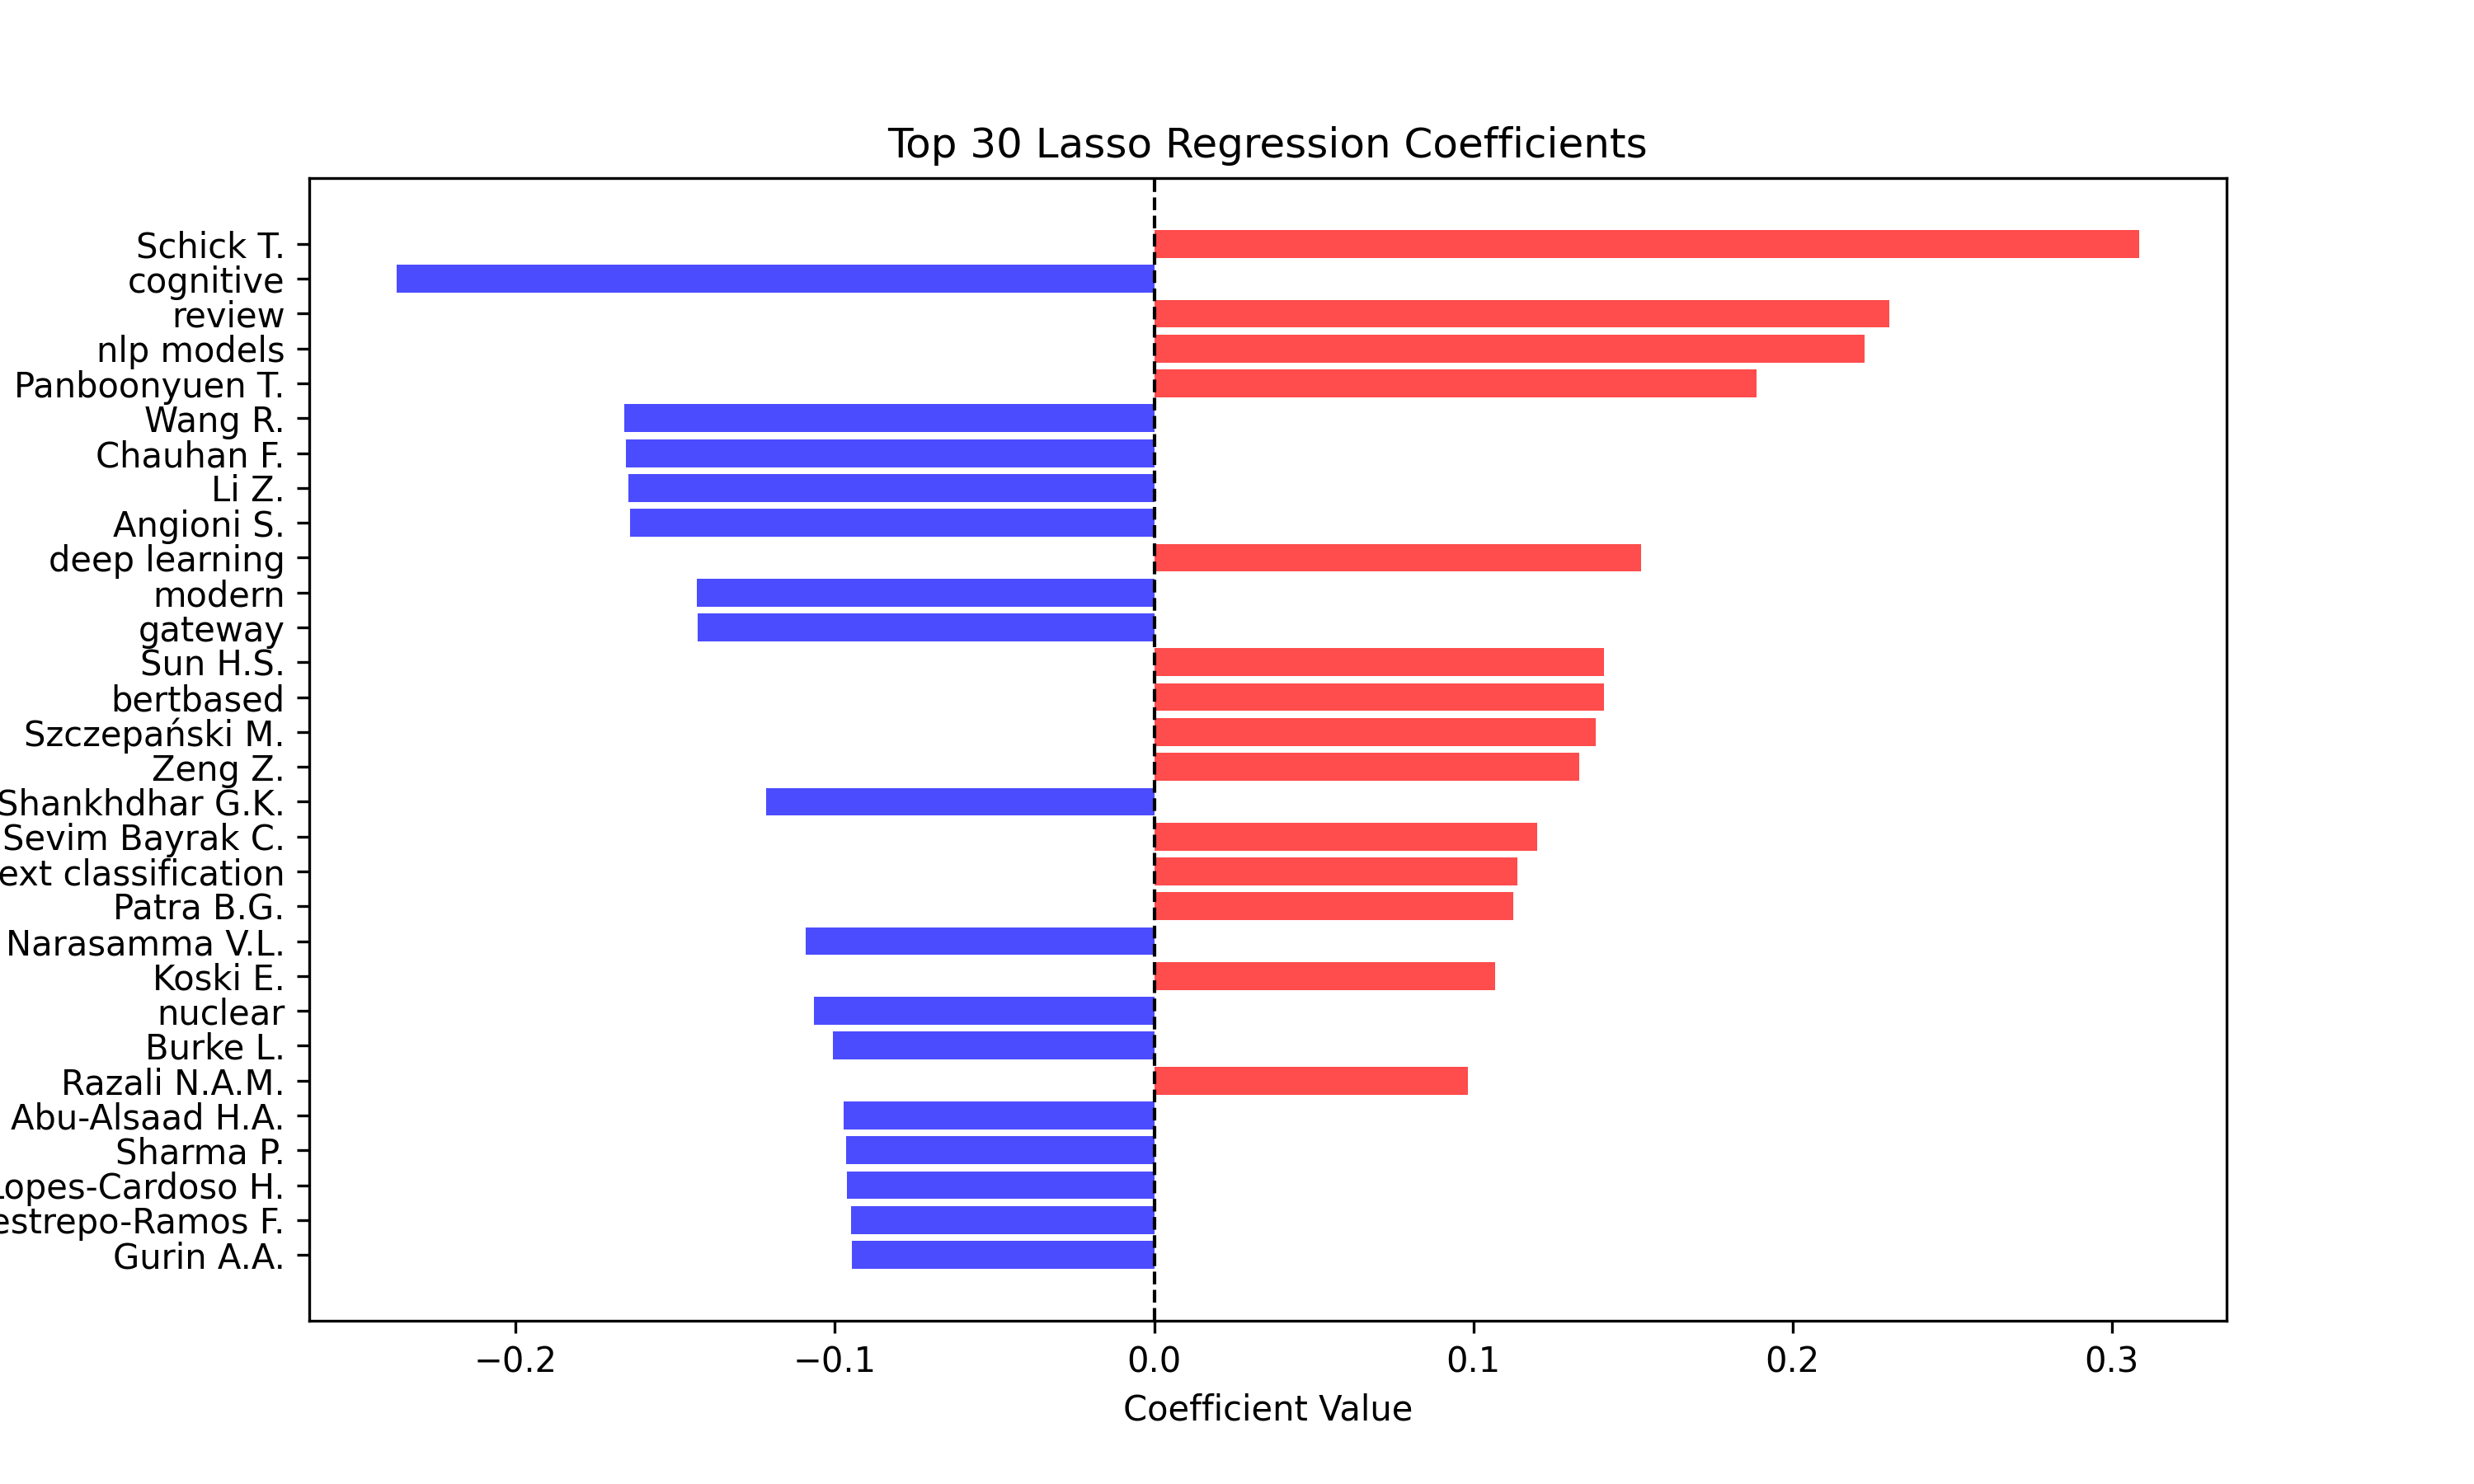 Top 30 Lasso Regression Coefficients
Schick T.
cognitive
review
nlp models
Panboonyuen T.
Wang R.
Chauhan F.
Li Z.
Angioni S.
deep learning
modern
gateway
Sun H.S.
bertbased
Szczepański M.
Zeng Z.
Shankhdhar G.K.
Sevim Bayrak C.
ext classification
Patra B.G.
Narasamma V.L.
Koski E.
nuclear
Burke L.
Razali N.A.M.
Abu-Alsaad H.A.
Sharma P.
Lopes-Cardoso H.
estrepo-Ramos F.
Gurin A.A.
−0.2 −0.1 0.0 0.1 0.2 0.3
Coefficient Value